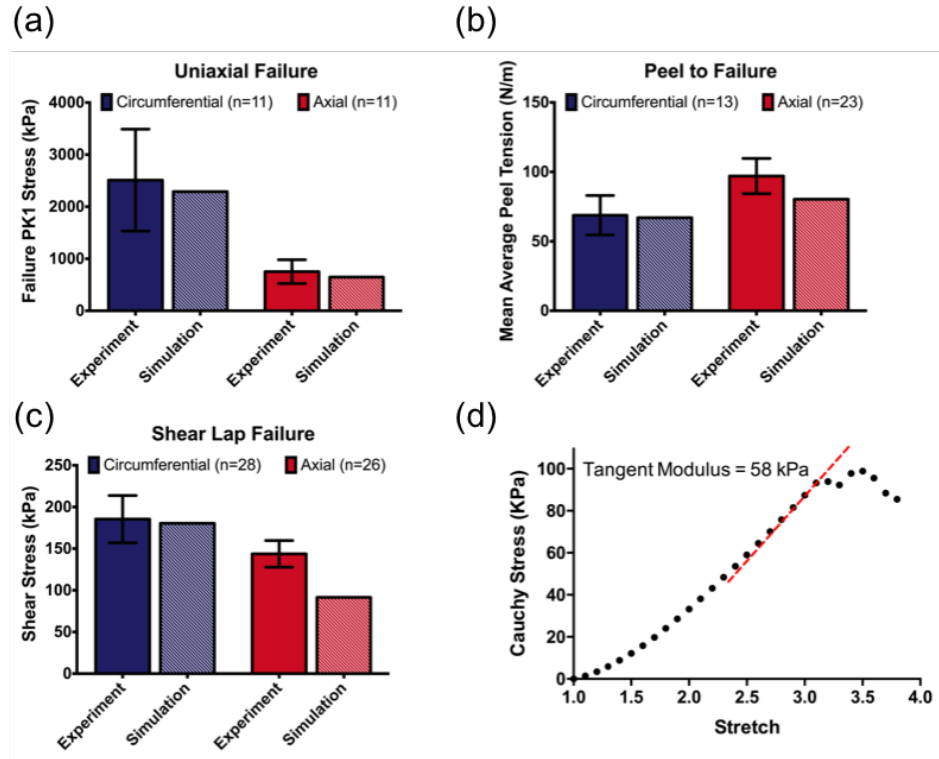 (a)
Uniaxial Failure
Circumferential (n=11) Axial (n=11)
Failure PK1 Stress (kPa)
4000
3000
2000
1000
0
Experiment
Simulation
Experiment
Simulation
(b)
Peel to Failure
Circumferential (n=13) Axial (n=23)
Mean Average Peel Tension (N/m)
150
100
50
0
Experiment
Simulation
Experiment
Simulation
(c)
Shear Lap Failure
Circumferential (n=28) Axial (n=26)
Shear Stress (kPa)
250
200
150
100
50
0
Experiment
Simulation
Experiment
Simulation
(d)
Tangent Modulus = 58 kPa
Cauchy Stress (KPa)
100
80
60
40
20
0
1.0 1.5 2.0 2.5 3.0 3.5 4.0
Stretch